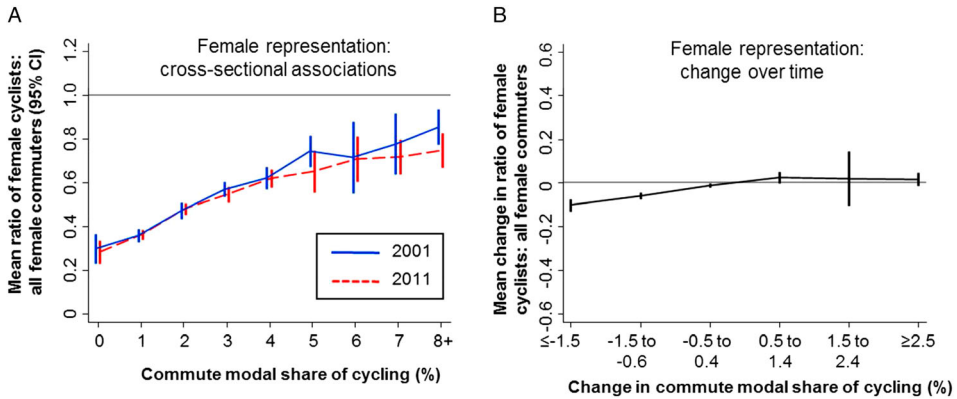 A
Female representation:
cross-sectional associations
Mean ratio of female cyclists:
all female commuters (95% CI)
1.2
1.0
0.8
0.6
0.4
0.2
0
2001
2011
0 1 2 3 4 5 6 7 8+
Commute modal share of cycling (%)
B
Female representation:
change over time
Mean change in ratio of female
cyclists: all female commuters
0.6
0.4
0.2
0
-0.2
-0.4
-0.6
≤-1.5 -1.5 to -0.5 to 0.5 to 1.5 to ≥2.5
-0.6 0.4 1.4 2.4
Change in commute modal share of cycling (%)